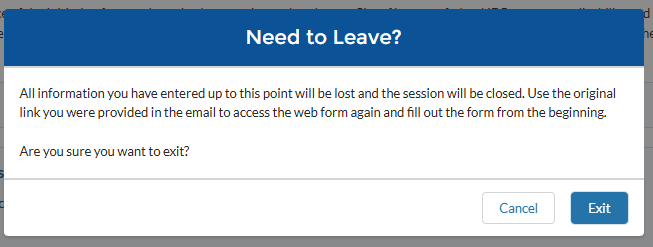 Need to Leave?
All information you have entered up to this point will be lost and the session will be closed. Use the original
link you were provided in the email to access the web form again and fill out the form from the beginning.
Are you sure you want to exit?
Cancel
Exit